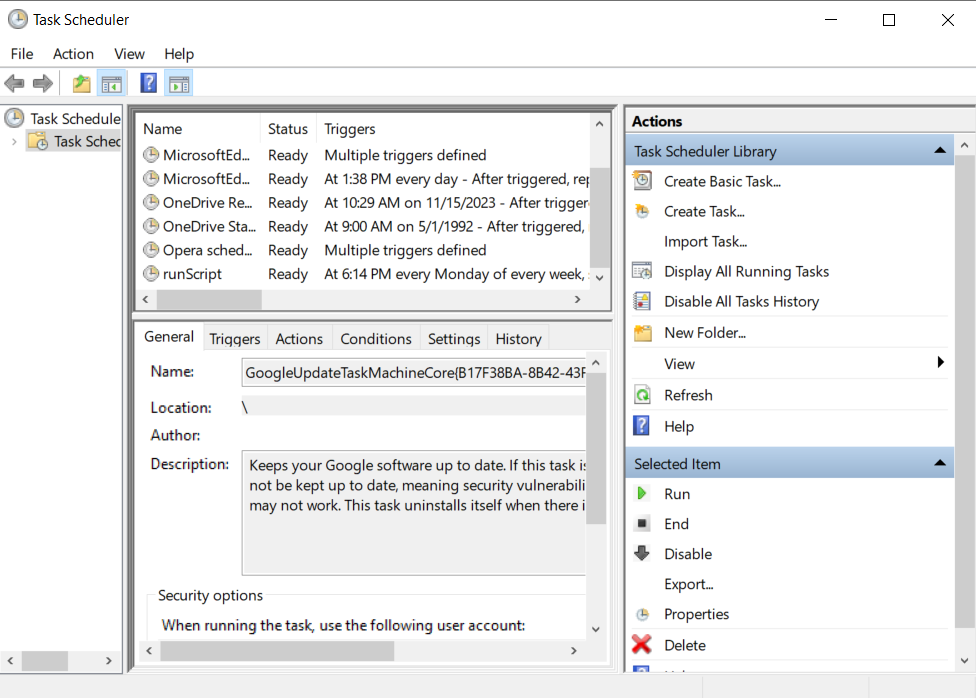 Task Scheduler
File Action View Help
Task Schedule
Task Sched
Name Status Triggers
MicrosoftEd... Ready Multiple triggers defined
MicrosoftEd... Ready At 1:38 PM every day - After triggered, rep
OneDrive Re... Ready At 10:29 AM on 11/15/2023 - After trigger
OneDrive Sta... Ready At 9:00 AM on 5/1/1992 - After triggered,
Opera sched... Ready Multiple triggers defined
runScript Ready At 6:14 PM every Monday of every week,
General Triggers Actions Conditions Settings History
Name: GoogleUpdateTaskMachineCore{B17F38BA-8B42-43F
Location: \
Author:
Description: Keeps your Google software up to date. If this task is
not be kept up to date, meaning security vulnerabili
may not work. This task uninstalls itself when there i
Security options
When running the task, use the following user account:
Actions
Task Scheduler Library
Create Basic Task...
Create Task...
Import Task...
Display All Running Tasks
Disable All Tasks History
New Folder...
View
Refresh
Help
Selected Item
Run
End
Disable
Export...
Properties
Delete